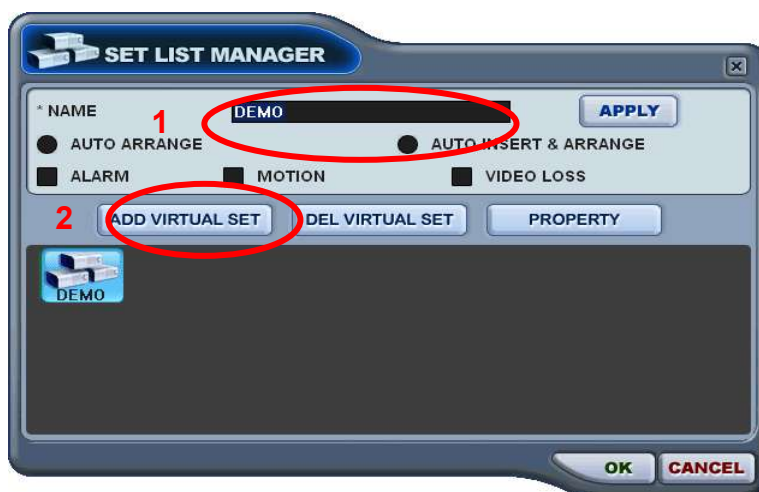 SET LIST MANAGER
* NAME 1 DEMO APPLY
AUTO ARRANGE AUTO INSERT & ARRANGE
ALARM MOTION VIDEO LOSS
2 ADD VIRTUAL SET DEL VIRTUAL SET PROPERTY
DEMO
OK CANCEL